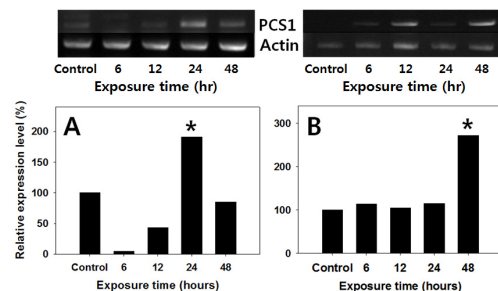 PCS1
Actin
Control 6 12 24 48
Control 6 12 24 48
Exposure time (hr)
Exposure time (hr)
A
*
B
*
Relative expression level (%)
200
150
100
50
0
300
200
100
0
Control 6 12 24 48
Control 6 12 24 48
Exposure time (hours)
Exposure time (hours)